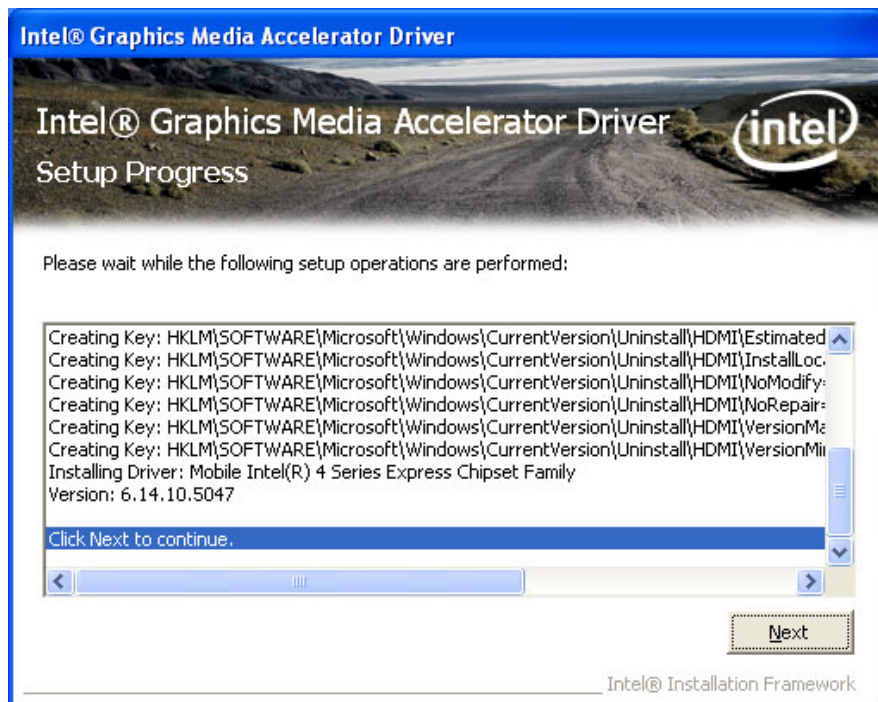 Intel® Graphics Media Accelerator Driver
Intel® Graphics Media Accelerator Driver
intel
Setup Progress
Please wait while the following setup operations are performed:
Creating Key: HKLM\SOFTWARE\Microsoft\Windows\CurrentVersion\Uninstall\HDMI\Estimated
Creating Key: HKLM\SOFTWARE\Microsoft\Windows\CurrentVersion\Uninstall\HDMI\InstallLoc
Creating Key: HKLM\SOFTWARE\Microsoft\Windows\CurrentVersion\Uninstall\HDMI\NoModify=
Creating Key: HKLM\SOFTWARE\Microsoft\Windows\CurrentVersion\Uninstall\HDMI\NoRepair=
Creating Key: HKLM\SOFTWARE\Microsoft\Windows\CurrentVersion\Uninstall\HDMI\VersionMa
Creating Key: HKLM\SOFTWARE\Microsoft\Windows\CurrentVersion\Uninstall\HDMI\VersionMi
Installing Driver: Mobile Intel(R) 4 Series Express Chipset Family
Version: 6.14.10.5047
Click Next to continue.
Next
Intel® Installation Framework